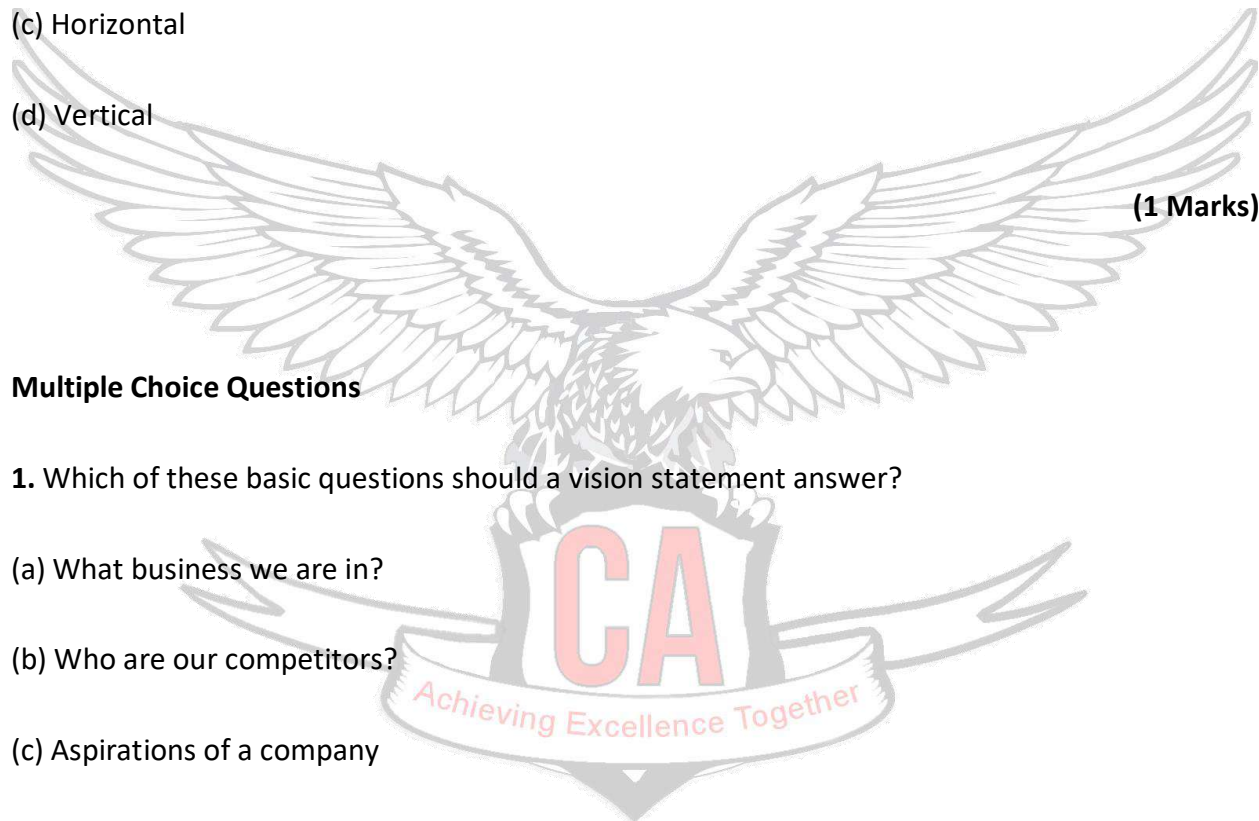 (c) Horizontal
(d) Vertical
(1 Marks)
Multiple Choice Questions
1. Which of these basic questions should a vision statement answer?
(a) What business we are in?
(b) Who are our competitors?
(c) Aspirations of a company
CA
Achieving Excellence Together